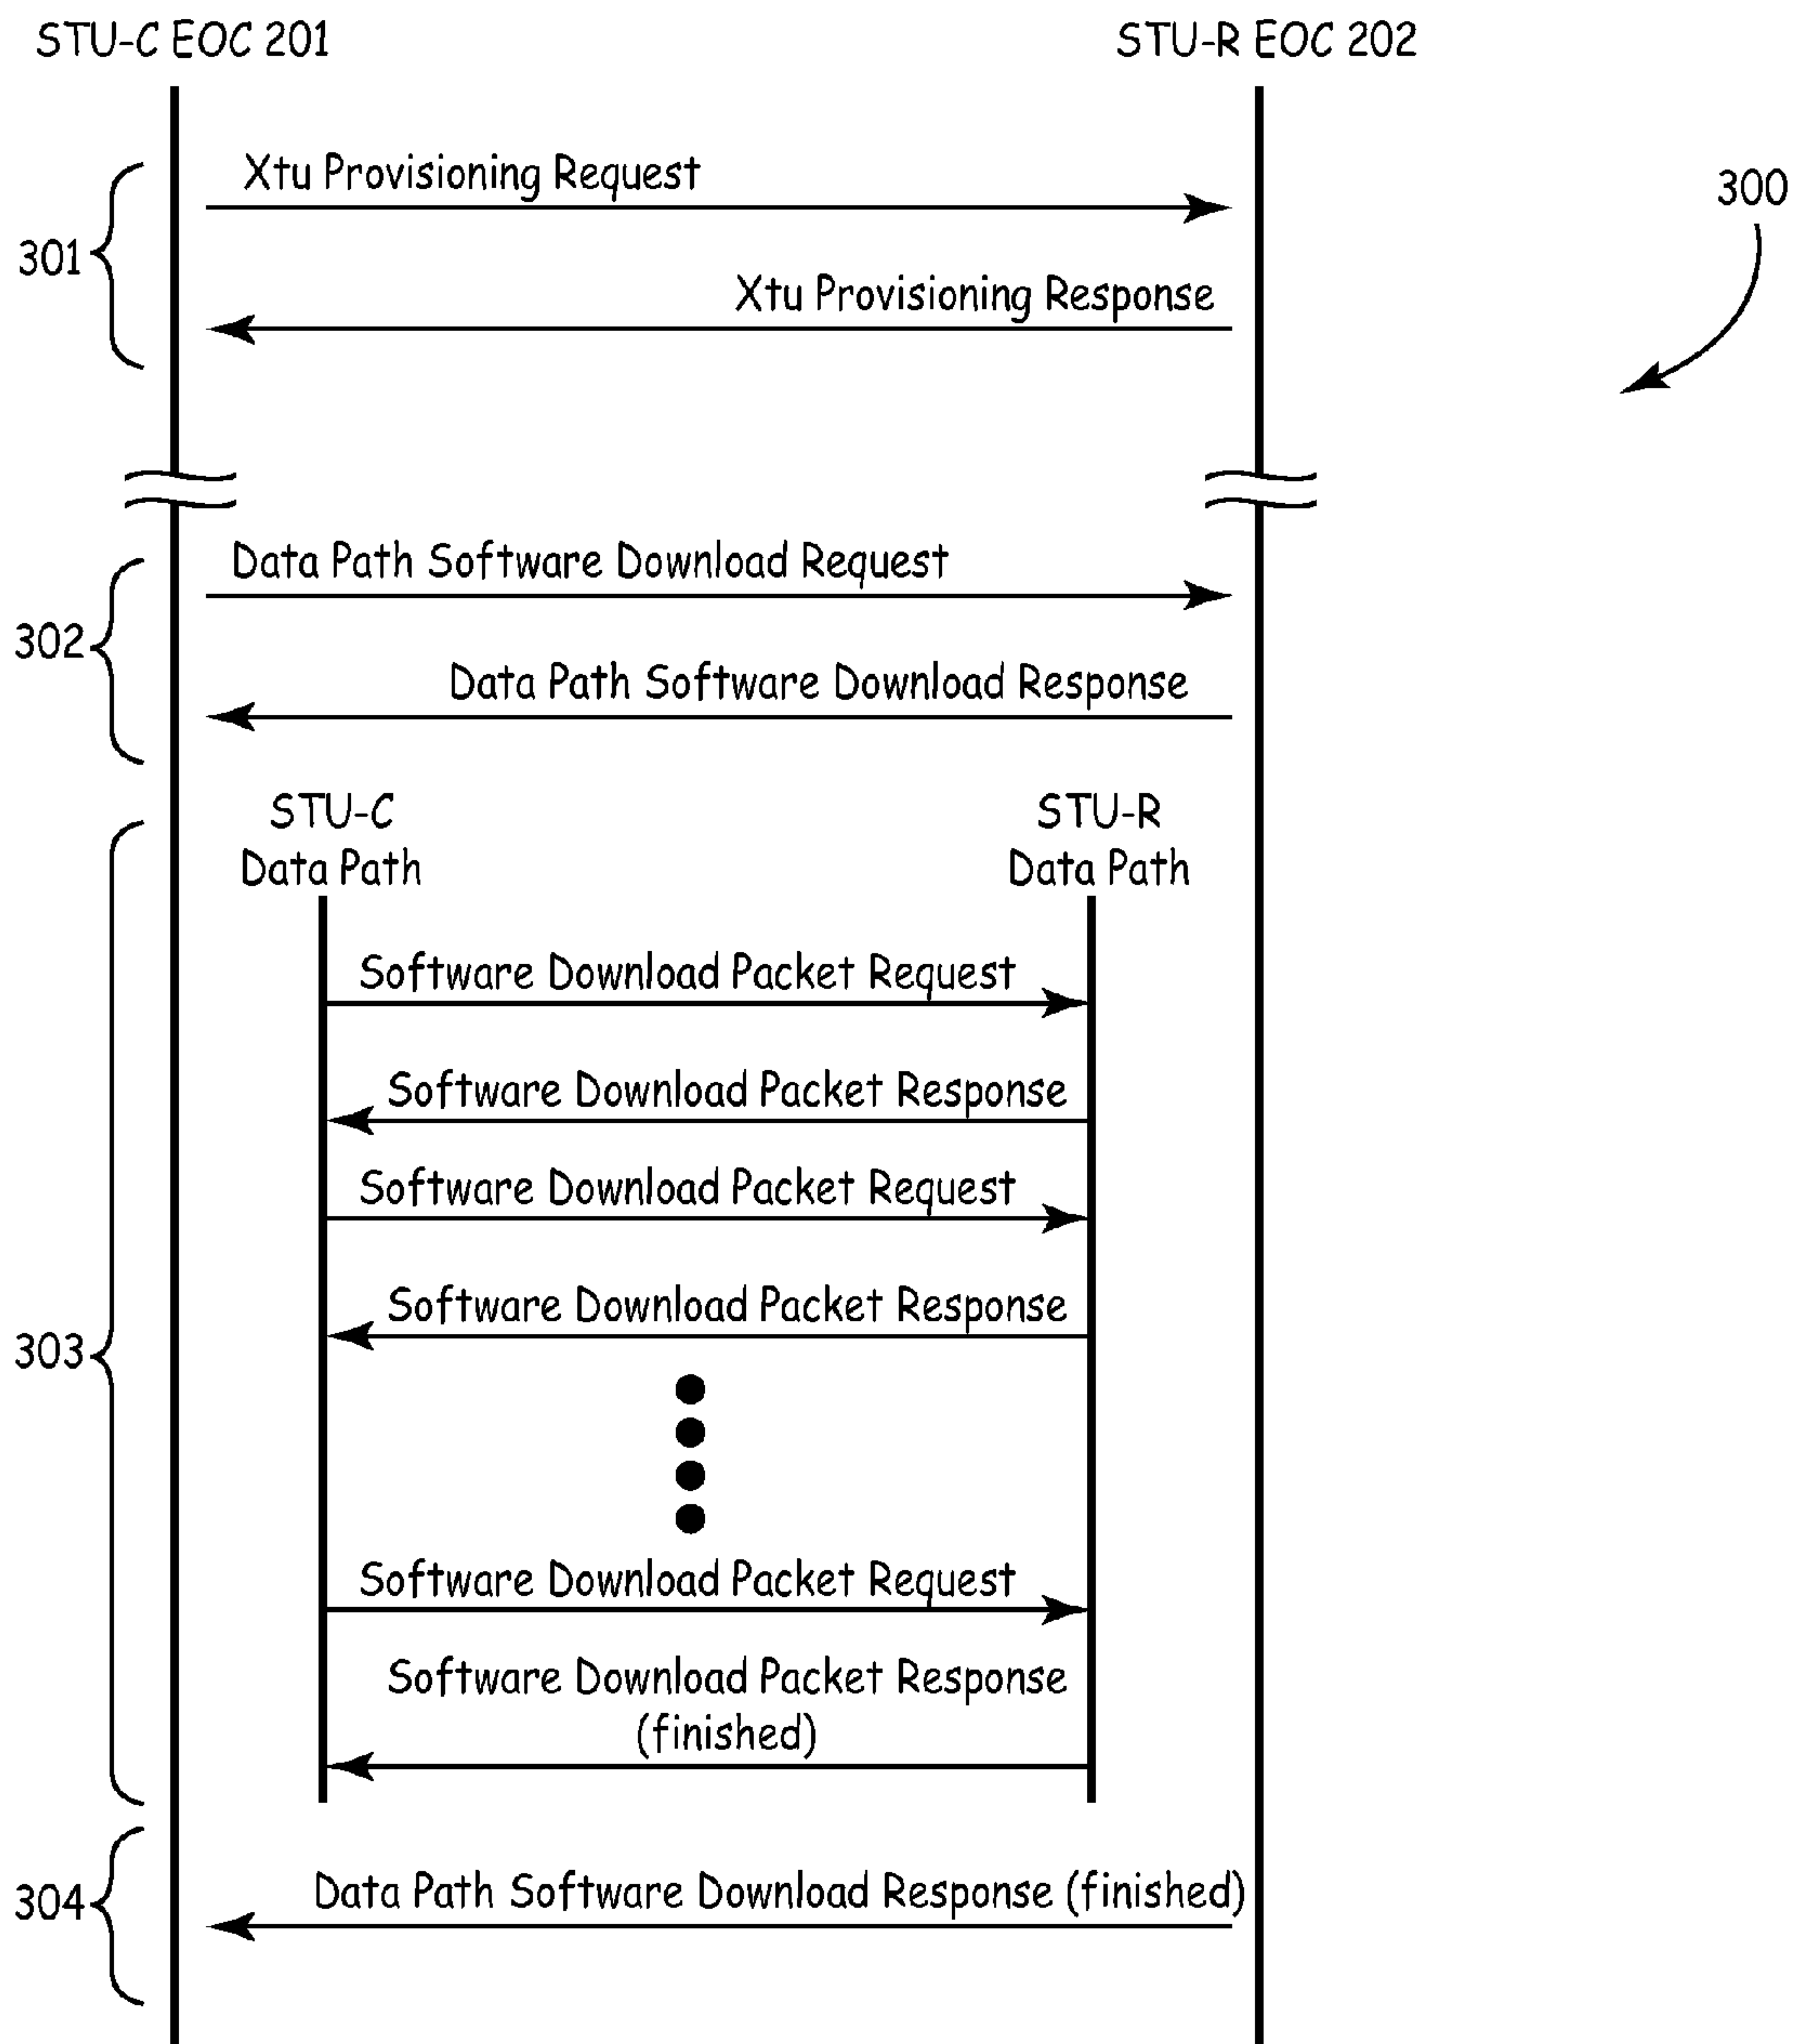 STU-C EOC 201
STU-R EOC 202
Xtu Provisioning Request
300
301
Xtu Provisioning Response
Data Path Software Download Request
302
Data Path Software Download Response
STU-C
Data Path
STU-R
Data Path
Software Download Packet Request
Software Download Packet Response
Software Download Packet Request
Software Download Packet Response
303
Software Download Packet Request
Software Download Packet Response
(finished)
304
Data Path Software Download Response (finished)